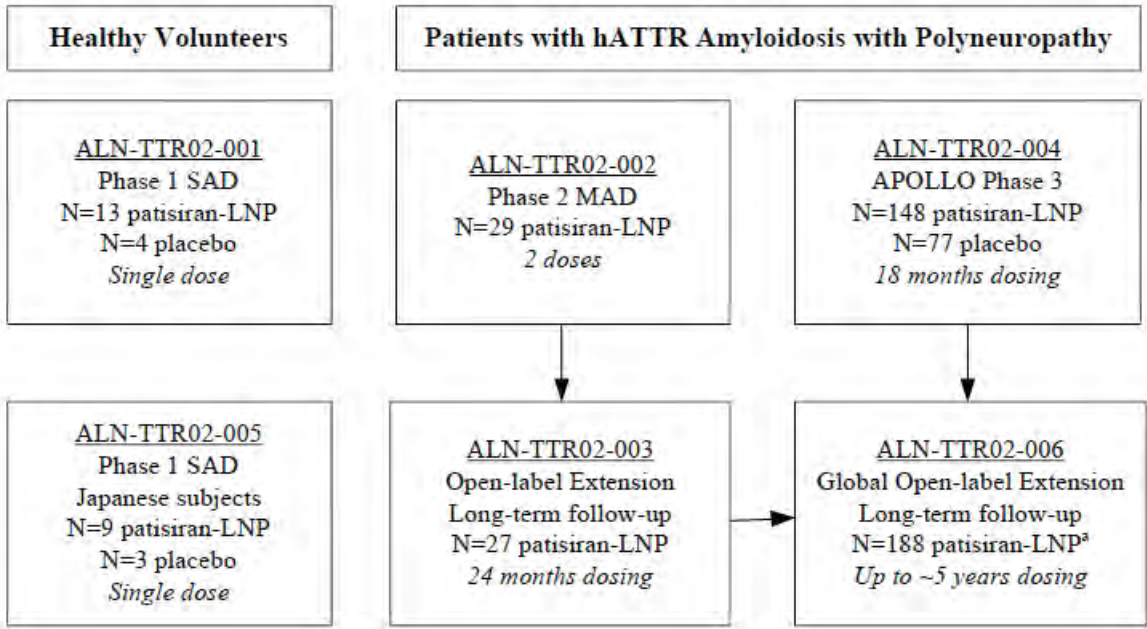 Healthy Volunteers
Patients with hATTR Amyloidosis with Polyneuropathy
ALN-TTR02-001
Phase 1 SAD
N=13 patisiran-LNP
N=4 placebo
Single dose
ALN-TTR02-002
Phase 2 MAD
N=29 patisiran-LNP
2 doses
ALN-TTR02-004
APOLLO Phase 3
N=148 patisiran-LNP
N=77 placebo
18 months dosing
ALN-TTR02-005
Phase 1 SAD
Japanese subjects
N=9 patisiran-LNP
N=3 placebo
Single dose
ALN-TTR02-003
Open-label Extension
Long-term follow-up
N=27 patisiran-LNP
24 months dosing
ALN-TTR02-006
Global Open-label Extension
Long-term follow-up
N=188 patisiran-LNPᵃ
Up to ~5 years dosing